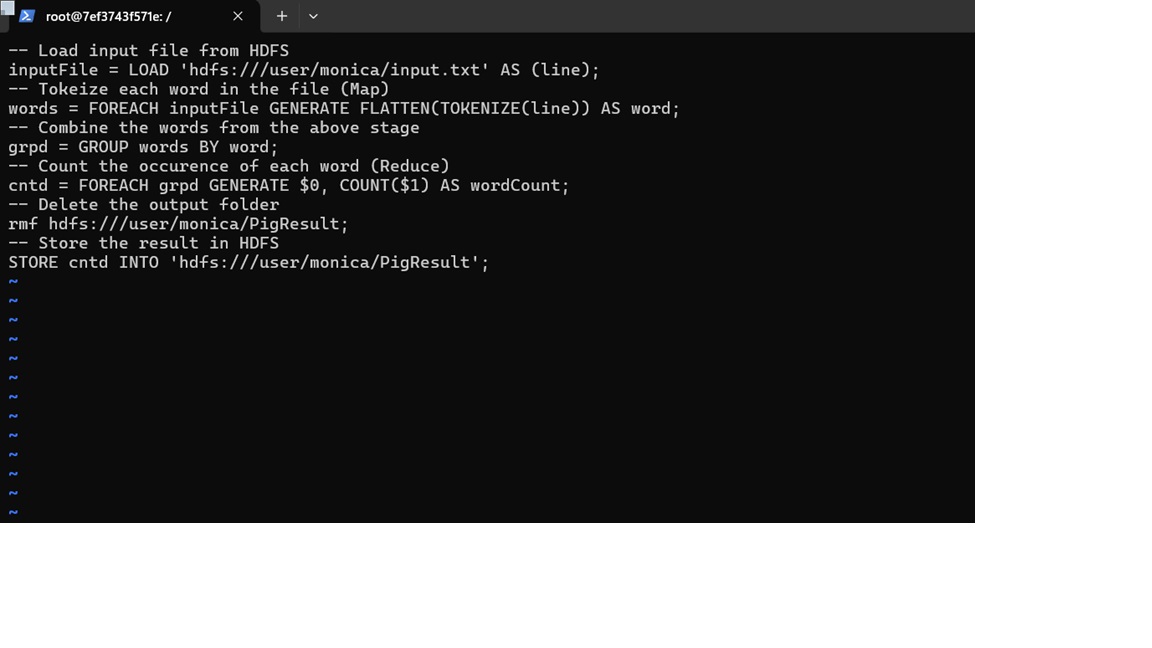 root@7ef3743f571e: /
-- Load input file from HDFS
inputFile = LOAD 'hdfs:///user/monica/input.txt' AS (line);
-- Tokeize each word in the file (Map)
words = FOREACH inputFile GENERATE FLATTEN(TOKENIZE(line)) AS word;
-- Combine the words from the above stage
grpd = GROUP words BY word;
-- Count the occurence of each word (Reduce)
cntd = FOREACH grpd GENERATE $0, COUNT($1) AS wordCount;
-- Delete the output folder
rmf hdfs:///user/monica/PigResult;
-- Store the result in HDFS
STORE cntd INTO 'hdfs:///user/monica/PigResult';
~
~
~
~
~
~
~
~
~
~
~
~
~